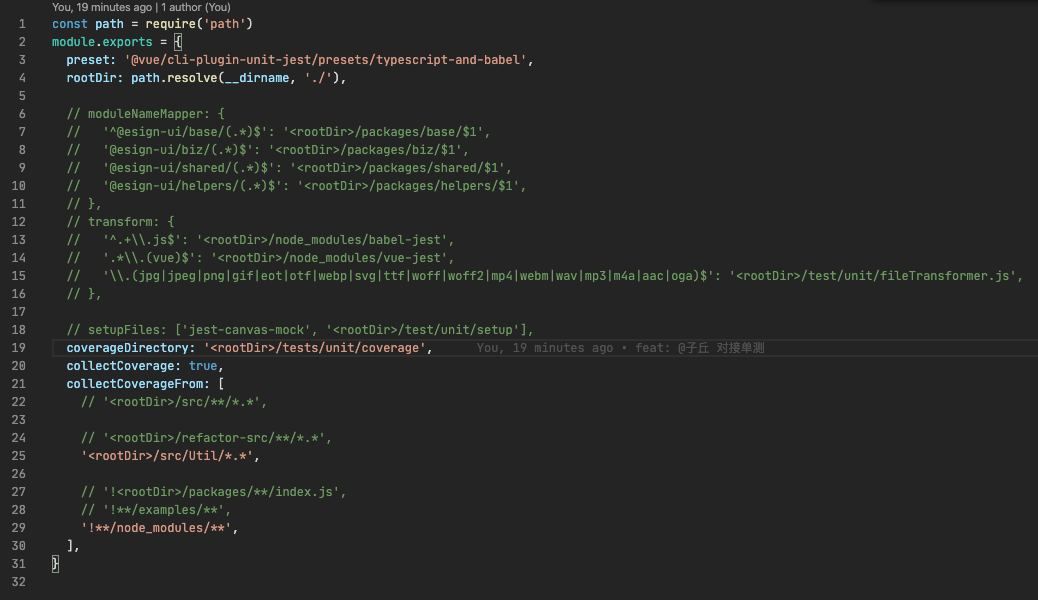 You, 19 minutes ago | 1 author (You)
1 const path = require('path')
2 module.exports = {
3   preset: '@vue/cli-plugin-unit-jest/presets/typescript-and-babel',
4   rootDir: path.resolve(__dirname, './'),
5
6   // moduleNameMapper: {
7   //   '^@esign-ui/base/(.*)$': '<rootDir>/packages/base/$1',
8   //   '@esign-ui/biz/(.*)$': '<rootDir>/packages/biz/$1',
9   //   '@esign-ui/shared/(.*)$': '<rootDir>/packages/shared/$1',
10   //   '@esign-ui/helpers/(.*)$': '<rootDir>/packages/helpers/$1',
11   // },
12   // transform: {
13   //   '^.+\\.js$': '<rootDir>/node_modules/babel-jest',
14   //   '.*\\.(vue)$': '<rootDir>/node_modules/vue-jest',
15   //   '\\.(jpg|jpeg|png|gif|eot|otf|webp|svg|ttf|woff|woff2|mp4|webm|wav|mp3|m4a|aac|oga)$': '<rootDir>/test/unit/fileTransformer.js',
16   // },
17
18   // setupFiles: ['jest-canvas-mock', '<rootDir>/test/unit/setup'],
19   coverageDirectory: '<rootDir>/tests/unit/coverage', You, 19 minutes ago • feat: @子丘 对接单测
20   collectCoverage: true,
21   collectCoverageFrom: [
22     // '<rootDir>/src/**/*.*',
23
24     // '<rootDir>/refactor-src/**/*.*',
25     '<rootDir>/src/Util/*.*',
26
27     // '!<rootDir>/packages/**/index.js',
28     // '!**/examples/**',
29     '!**/node_modules/**',
30   ],
31 }
32